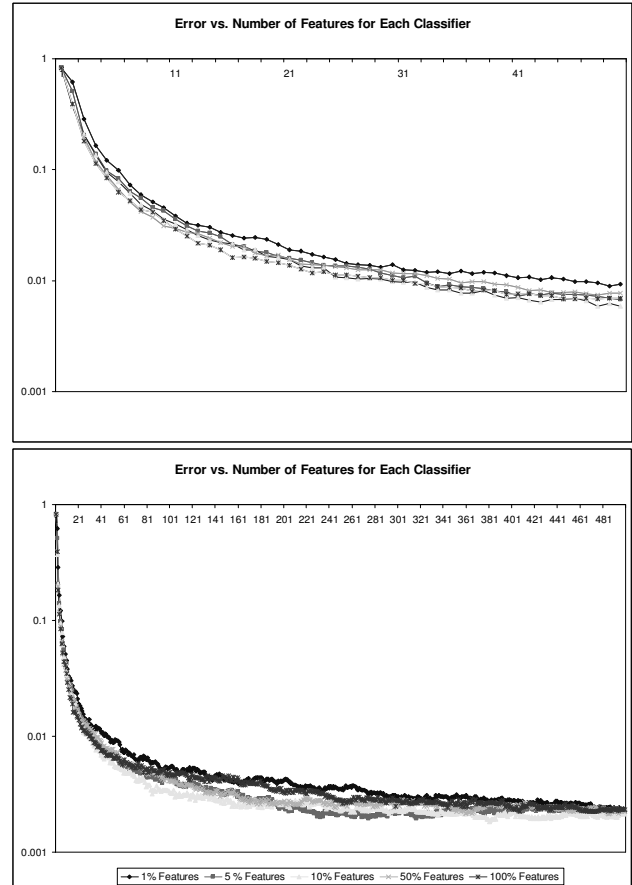 Error vs. Number of Features for Each Classifier
1
11 21 31 41
0.1
0.01
0.001
Error vs. Number of Features for Each Classifier
1
21 41 61 81 101 121 141 161 181 201 221 241 261 281 301 321 341 361 381 401 421 441 461 481
0.1
0.01
0.001
1% Features 5 % Features 10% Features 50% Features 100% Features